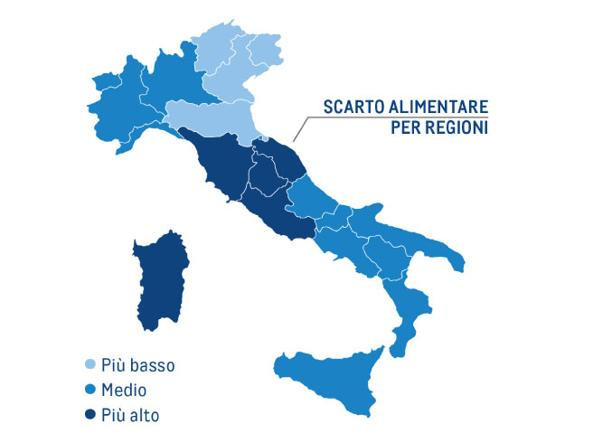 SCARTO ALIMENTARE
PER REGIONI
Più basso
Medio
Più alto